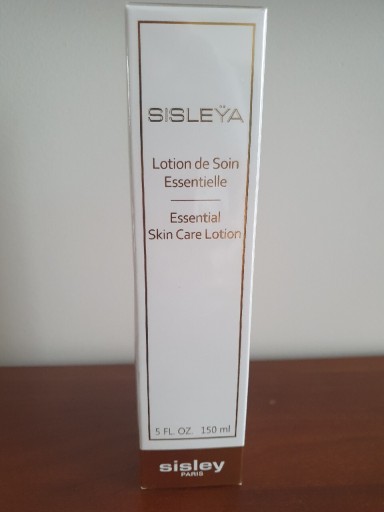 SISLEŸA
Lotion de Soin
Essentielle
Essential
Skin Care Lotion
5 FL. OZ. 150 ml
sisley
PARIS